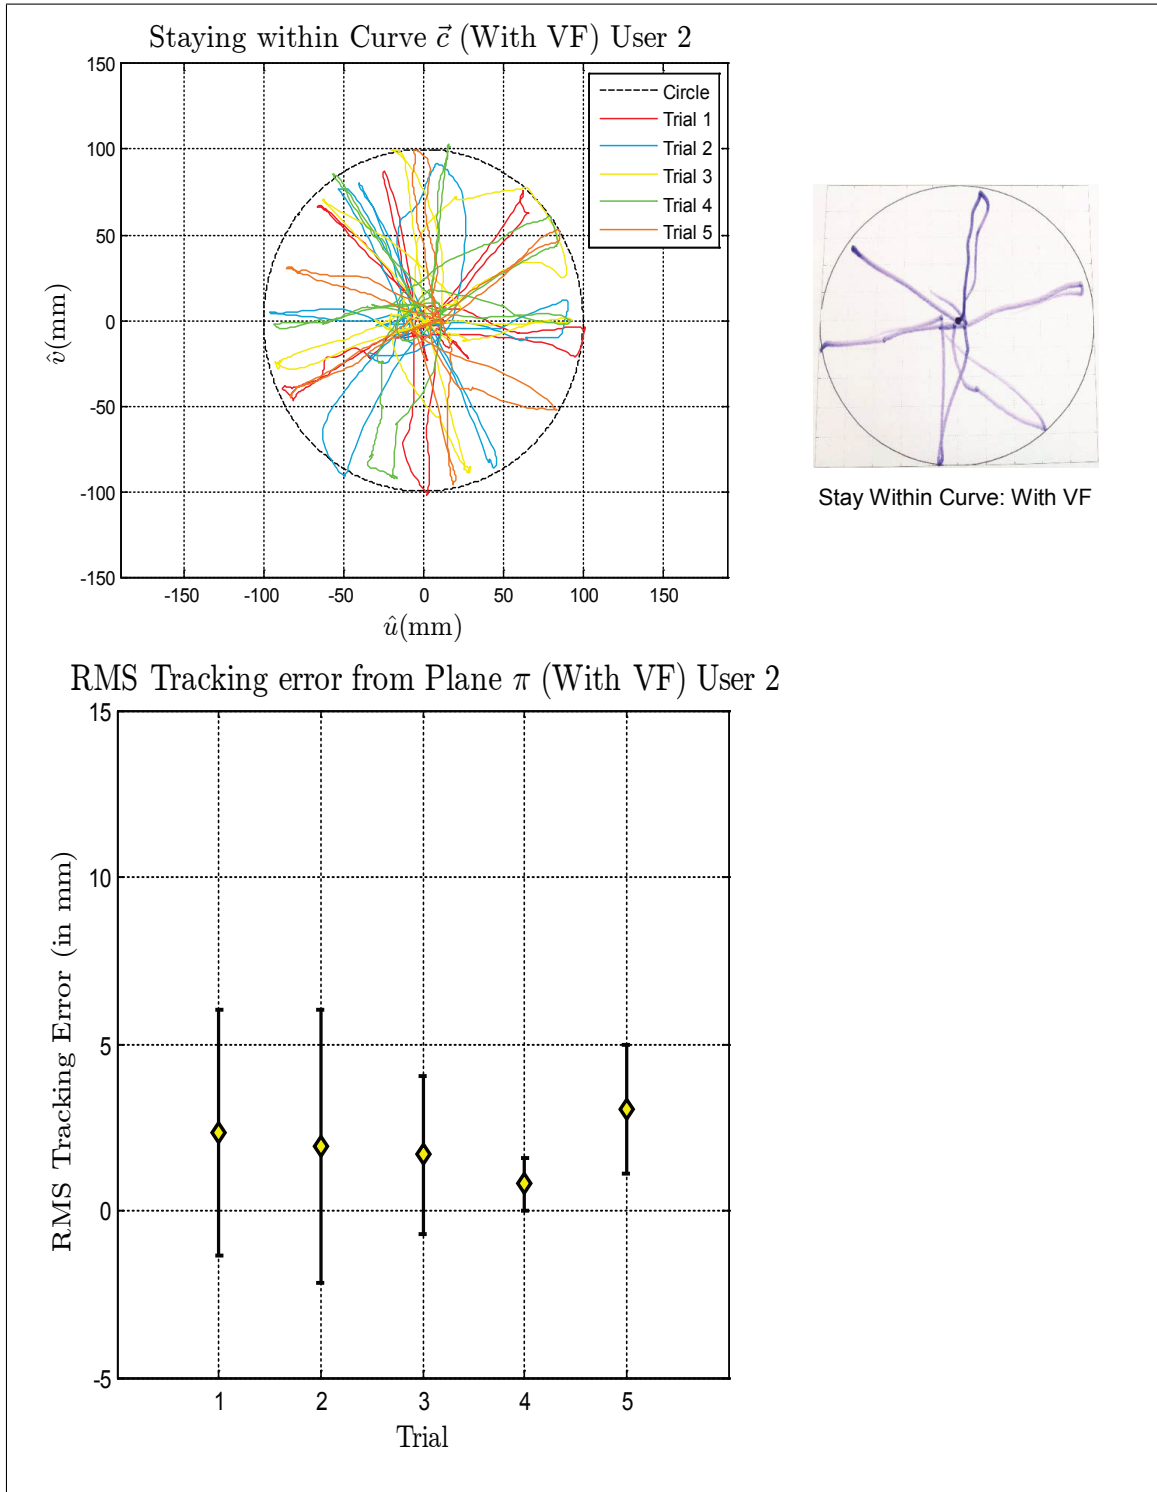 Staying within Curve $\vec{c}$ (With VF) User 2
150
100
50
0
-50
-100
-150
-150 -100 -50 0 50 100 150
$\hat{v}$(mm)
$\hat{u}$(mm)
Circle
Trial 1
Trial 2
Trial 3
Trial 4
Trial 5
Stay Within Curve: With VF
RMS Tracking error from Plane π (With VF) User 2
15
10
5
0
-5
1 2 3 4 5
RMS Tracking Error (in mm)
Trial